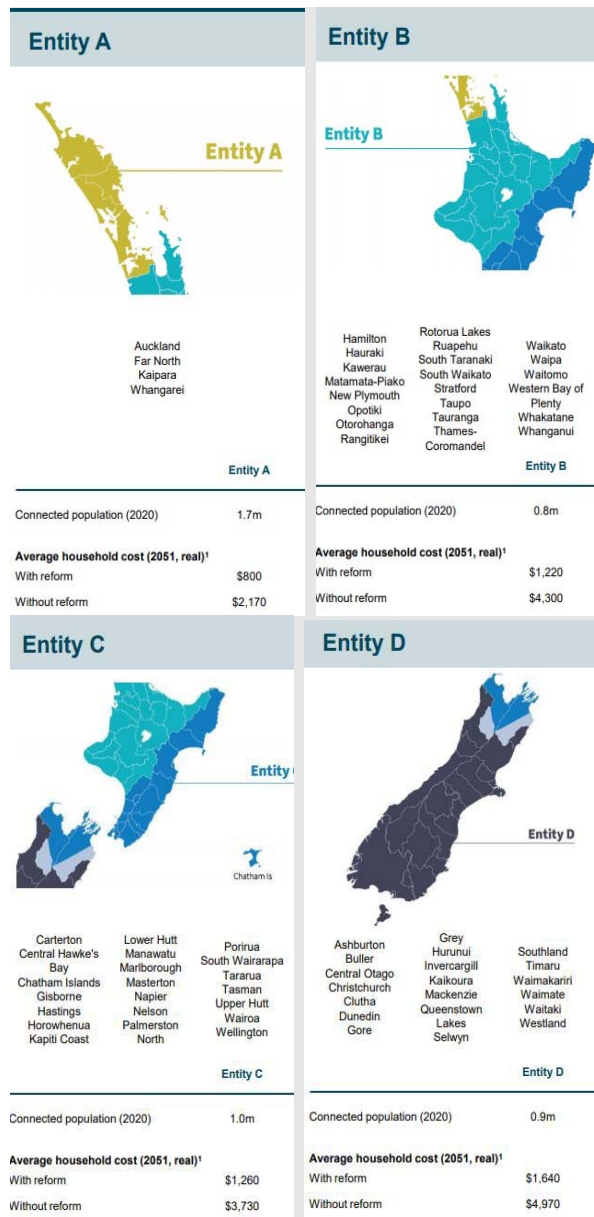 Entity A
Entity A
Auckland
Far North
Kaipara
Whangarei
Entity A
Connected population (2020) 1.7m
Average household cost (2051, real)¹
With reform $800
Without reform $2,170
Entity B
Entity B
Hamilton
Hauraki
Kawerau
Matamata-Piako
New Plymouth
Opotiki
Otorohanga
Rangitikei
Rotorua Lakes
Ruapehu
South Taranaki
South Waikato
Stratford
Taupo
Tauranga
Thames-
Coromandel
Waikato
Waipa
Waitomo
Western Bay of
Plenty
Whakatane
Whanganui
Entity B
Connected population (2020) 0.8m
Average household cost (2051, real)¹
With reform $1,220
Without reform $4,300
Entity C
Entity
Chatham Is
Carterton
Central Hawke's
Bay
Chatham Islands
Gisborne
Hastings
Horowhenua
Kapiti Coast
Lower Hutt
Manawatu
Marlborough
Masterton
Napier
Nelson
Palmerston
North
Porirua
South Wairarapa
Tararua
Tasman
Upper Hutt
Wairoa
Wellington
Entity C
Connected population (2020) 1.0m
Average household cost (2051, real)¹
With reform $1,260
Without reform $3,730
Entity D
Entity D
Ashburton
Buller
Central Otago
Christchurch
Clutha
Dunedin
Gore
Grey
Hurunui
Invercargill
Kaikoura
Mackenzie
Queenstown
Lakes
Selwyn
Southland
Timaru
Waimakariri
Waimate
Waitaki
Westland
Entity D
Connected population (2020) 0.9m
Average household cost (2051, real)¹
With reform $1,640
Without reform $4,970